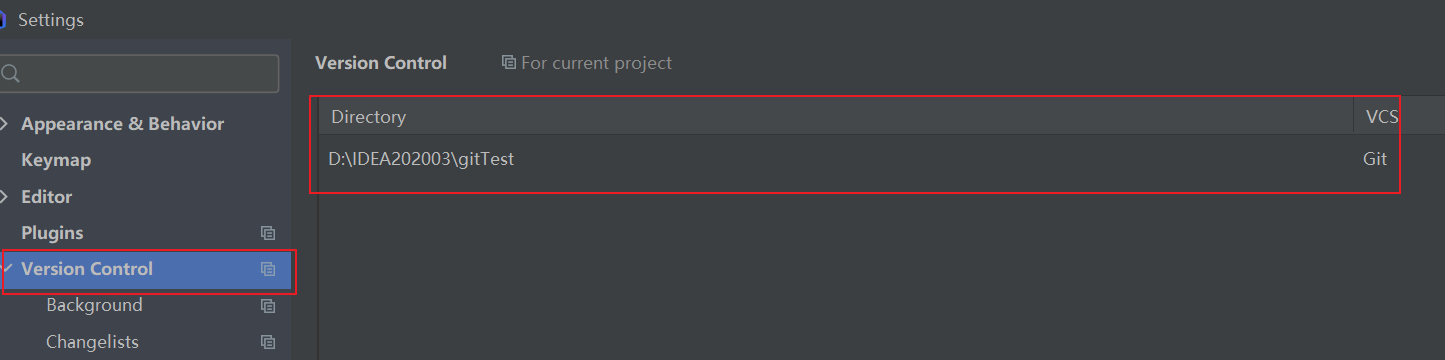 Settings
Version Control For current project
Appearance & Behavior
Keymap
Editor
Plugins
Version Control
Background
Changelists
Directory VCS
D:\IDEA202003\gitTest Git